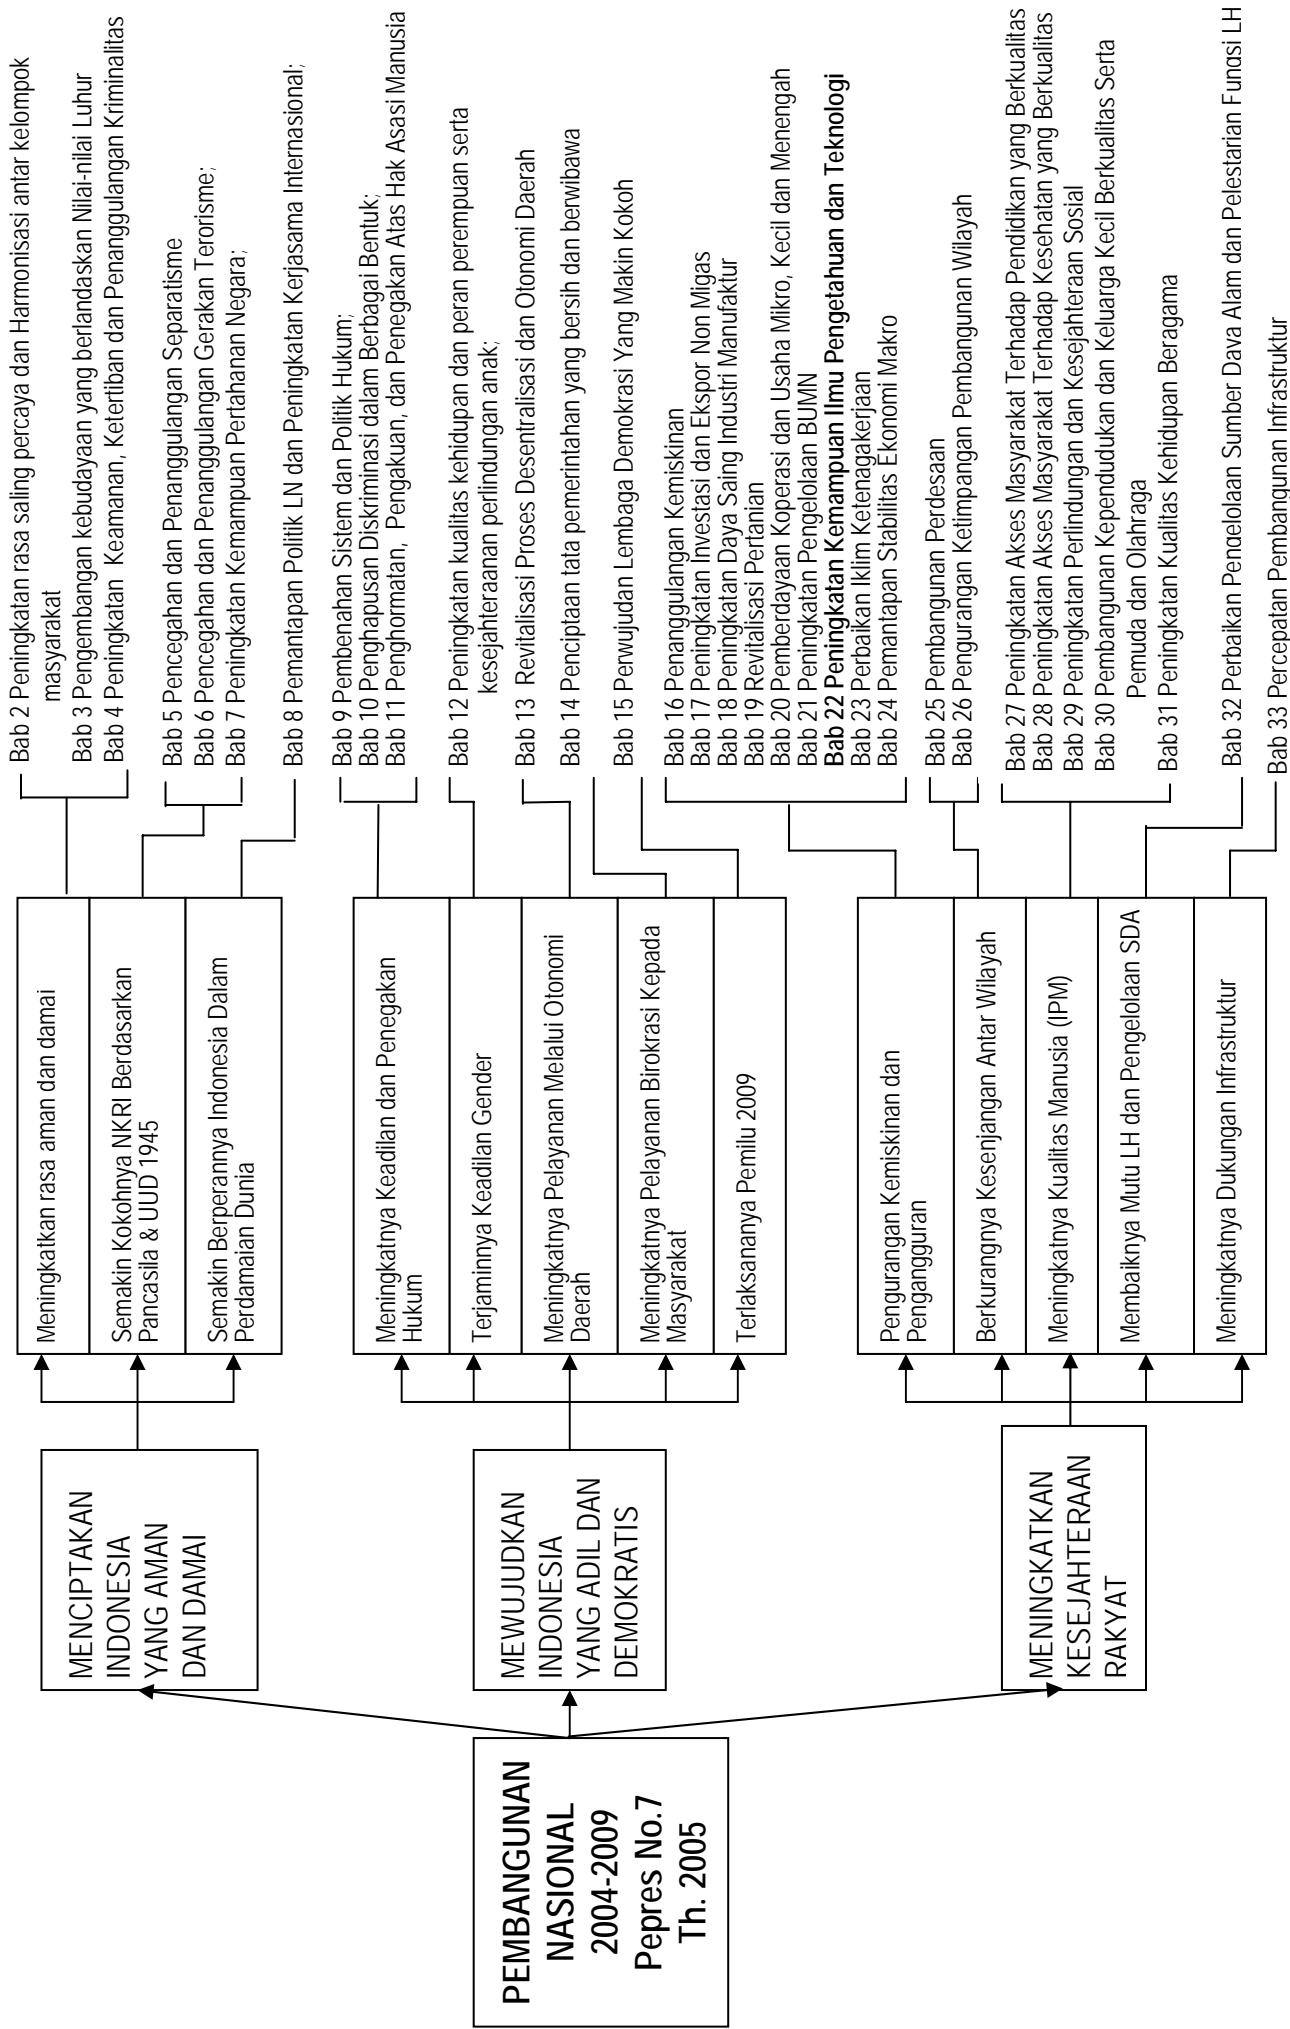 PEMBANGUNAN
NASIONAL
2004-2009
Pepres No.7
Th. 2005
MENCIPTAKAN
INDONESIA
YANG AMAN
DAN DAMAI
Meningkatkan rasa aman dan damai
Semakin Kokohnya NKRI Berdasarkan
Pancasila & UUD 1945
Semakin Berperannya Indonesia Dalam
Perdamaian Dunia
Bab 2 Peningkatan rasa saling percaya dan Harmonisasi antar kelompok
masyarakat
Bab 3 Pengembangan kebudayaan yang berlandaskan Nilai-nilai Luhur
Bab 4 Peningkatan Keamanan, Ketertiban dan Penanggulangan Kriminalitas
Bab 5 Pencegahan dan Penanggulangan Separatisme
Bab 6 Pencegahan dan Penanggulangan Gerakan Terorisme;
Bab 7 Peningkatan Kemampuan Pertahanan Negara;
Bab 8 Pemantapan Politik LN dan Peningkatan Kerjasama Internasional;
MEWUJUDKAN
INDONESIA
YANG ADIL DAN
DEMOKRATIS
Meningkatnya Keadilan dan Penegakan
Hukum
Terjaminnya Keadilan Gender
Meningkatnya Pelayanan Melalui Otonomi
Daerah
Meningkatnya Pelayanan Birokrasi Kepada
Masyarakat
Terlaksananya Pemilu 2009
Bab 9 Pembenahan Sistem dan Politik Hukum;
Bab 10 Penghapusan Diskriminasi dalam Berbagai Bentuk;
Bab 11 Penghormatan, Pengakuan, dan Penegakan Atas Hak Asasi Manusia
Bab 12 Peningkatan kualitas kehidupan dan peran perempuan serta
kesejahteraanan perlindungan anak;
Bab 13 Revitalisasi Proses Desentralisasi dan Otonomi Daerah
Bab 14 Penciptaan tata pemerintahan yang bersih dan berwibawa
Bab 15 Perwujudan Lembaga Demokrasi Yang Makin Kokoh
MENINGKATKAN
KESEJAHTERAAN
RAKYAT
Pengurangan Kemiskinan dan
Pengangguran
Berkurangnya Kesenjangan Antar Wilayah
Meningkatnya Kualitas Manusia (IPM)
Membaiknya Mutu LH dan Pengelolaan SDA
Meningkatnya Dukungan Infrastruktur
Bab 16 Penanggulangan Kemiskinan
Bab 17 Peningkatan Investasi dan Ekspor Non Migas
Bab 18 Peningkatan Daya Saing Industri Manufaktur
Bab 19 Revitalisasi Pertanian
Bab 20 Pemberdayaan Koperasi dan Usaha Mikro, Kecil dan Menengah
Bab 21 Peningkatan Pengelolaan BUMN
Bab 22 Peningkatan Kemampuan Ilmu Pengetahuan dan Teknologi
Bab 23 Perbaikan Iklim Ketenagakerjaan
Bab 24 Pemantapan Stabilitas Ekonomi Makro
Bab 25 Pembangunan Perdesaan
Bab 26 Pengurangan Ketimpangan Pembangunan Wilayah
Bab 27 Peningkatan Akses Masyarakat Terhadap Pendidikan yang Berkualitas
Bab 28 Peningkatan Akses Masyarakat Terhadap Kesehatan yang Berkualitas
Bab 29 Peningkatan Perlindungan dan Kesejahteraan Sosial
Bab 30 Pembangunan Kependudukan dan Keluarga Kecil Berkualitas Serta
Pemuda dan Olahraga
Bab 31 Peningkatan Kualitas Kehidupan Beragama
Bab 32 Perbaikan Pengelolaan Sumber Daya Alam dan Pelestarian Fungsi LH
Bab 33 Percepatan Pembangunan Infrastruktur